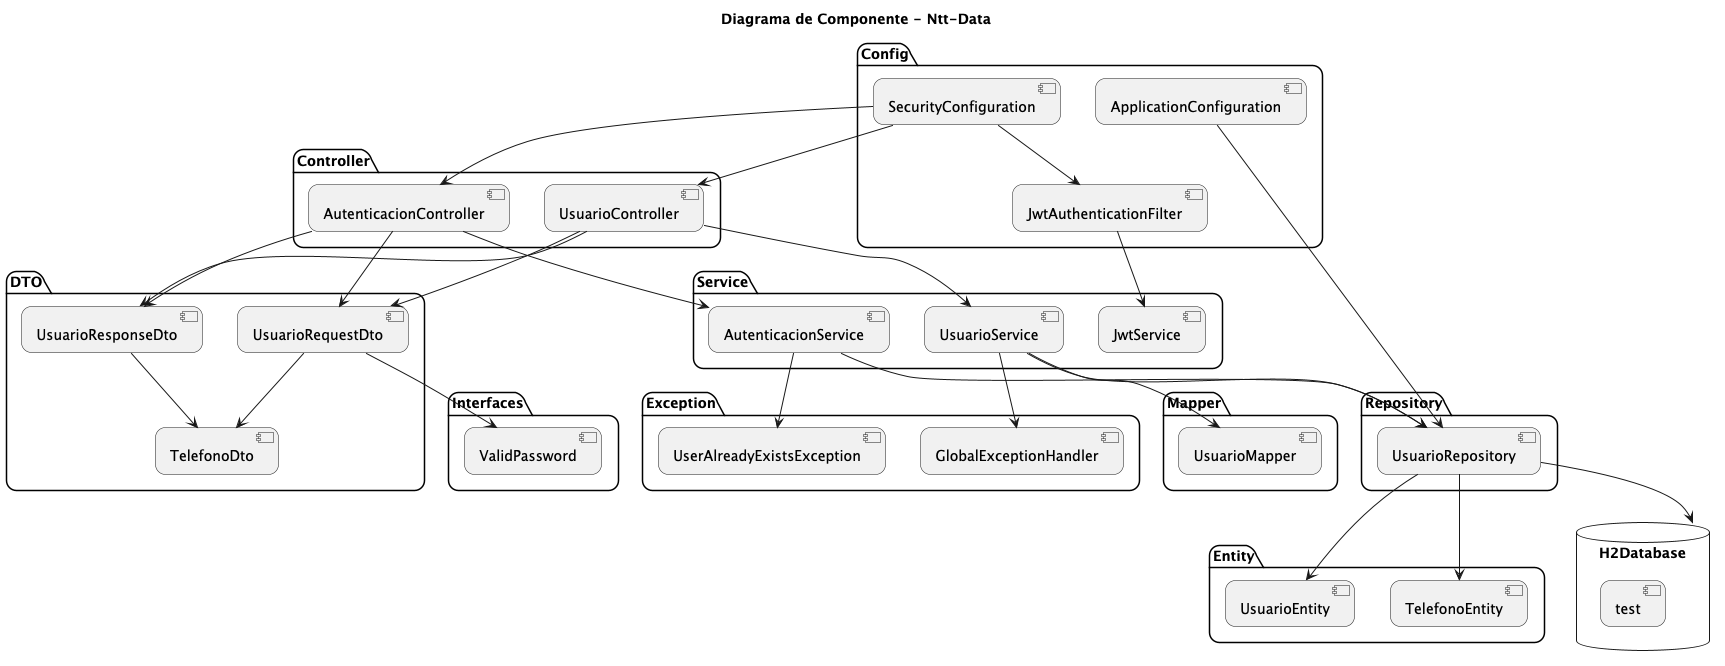 Diagrama de Componente - Ntt-Data
Config
SecurityConfiguration
ApplicationConfiguration
JwtAuthenticationFilter
Controller
AutenticacionController
UsuarioController
DTO
UsuarioResponseDto
UsuarioRequestDto
TelefonoDto
Service
AutenticacionService
UsuarioService
JwtService
Interfaces
ValidPassword
Exception
UserAlreadyExistsException
GlobalExceptionHandler
Mapper
UsuarioMapper
Repository
UsuarioRepository
Entity
UsuarioEntity
TelefonoEntity
H2Database
test